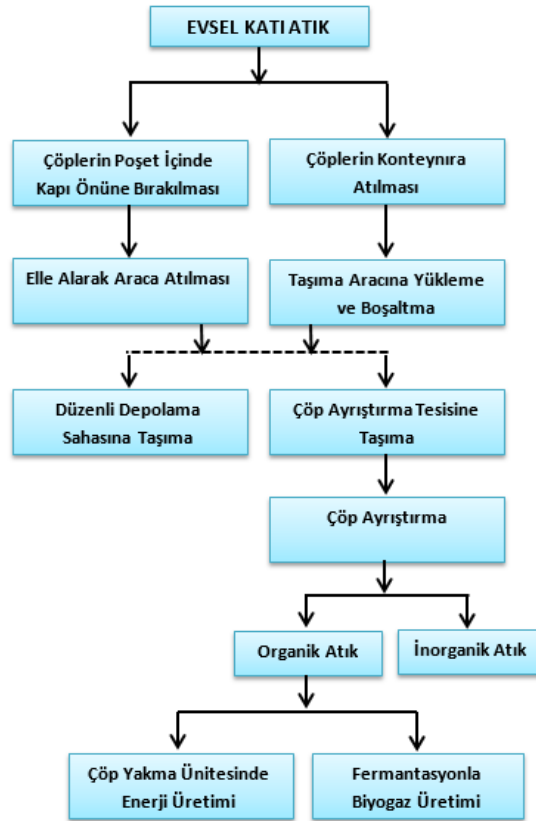 EVSEL KATI ATIK
Çöplerin Poşet İçinde
Kapı Önüne Bırakılması
Çöplerin Konteynıra
Atılması
Elle Alarak Araca Atılması
Taşıma Aracına Yükleme
ve Boşaltma
Düzenli Depolama
Sahasına Taşıma
Çöp Ayrıştırma Tesisine
Taşıma
Çöp Ayrıştırma
Organik Atık
İnorganik Atık
Çöp Yakma Ünitesinde
Enerji Üretimi
Fermantasyonla
Biyogaz Üretimi